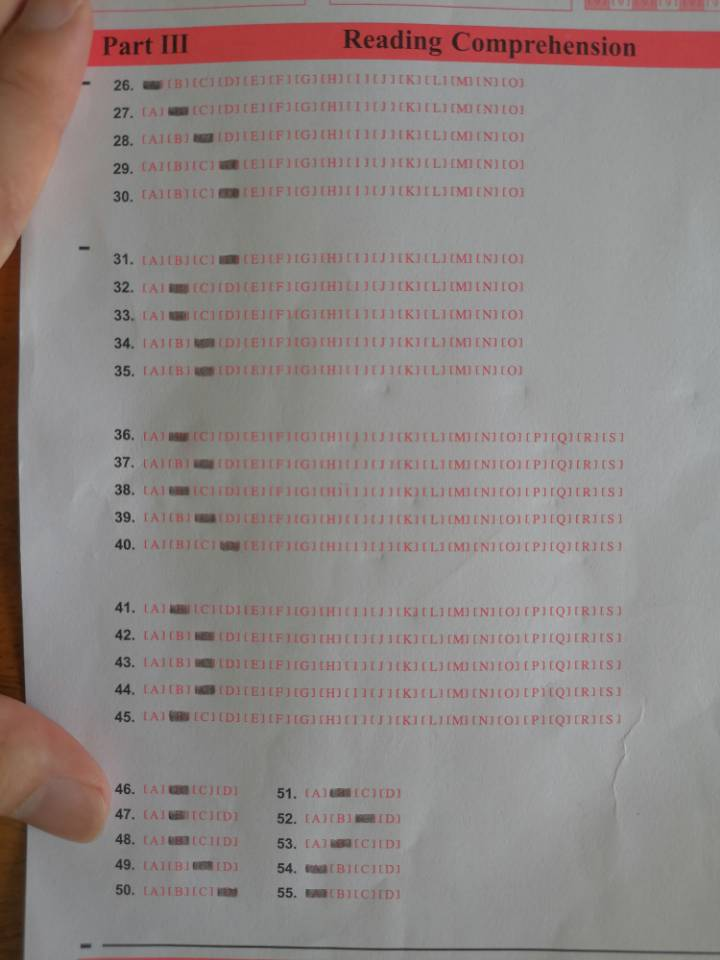 Part III Reading Comprehension
26. [B] [C] [D] [E] [F] [G] [H] [I] [J] [K] [L] [M] [N] [O]
27. [A] [C] [D] [E] [F] [G] [H] [I] [J] [K] [L] [M] [N] [O]
28. [A] [B] [D] [E] [F] [G] [H] [I] [J] [K] [L] [M] [N] [O]
29. [A] [B] [C] [E] [F] [G] [H] [I] [J] [K] [L] [M] [N] [O]
30. [A] [B] [C] [E] [F] [G] [H] [I] [J] [K] [L] [M] [N] [O]
31. [A] [B] [C] [E] [F] [G] [H] [I] [J] [K] [L] [M] [N] [O]
32. [A] [C] [D] [E] [F] [G] [H] [I] [J] [K] [L] [M] [N] [O]
33. [A] [C] [D] [E] [F] [G] [H] [I] [J] [K] [L] [M] [N] [O]
34. [A] [B] [D] [E] [F] [G] [H] [I] [J] [K] [L] [M] [N] [O]
35. [A] [B] [D] [E] [F] [G] [H] [I] [J] [K] [L] [M] [N] [O]
36. [A] [C] [D] [E] [F] [G] [H] [I] [J] [K] [L] [M] [N] [O] [P] [Q] [R] [S]
37. [A] [B] [D] [E] [F] [G] [H] [I] [J] [K] [L] [M] [N] [O] [P] [Q] [R] [S]
38. [A] [C] [D] [E] [F] [G] [H] [I] [J] [K] [L] [M] [N] [O] [P] [Q] [R] [S]
39. [A] [B] [D] [E] [F] [G] [H] [I] [J] [K] [L] [M] [N] [O] [P] [Q] [R] [S]
40. [A] [B] [C] [E] [F] [G] [H] [I] [J] [K] [L] [M] [N] [O] [P] [Q] [R] [S]
41. [A] [C] [D] [E] [F] [G] [H] [I] [J] [K] [L] [M] [N] [O] [P] [Q] [R] [S]
42. [A] [B] [D] [E] [F] [G] [H] [I] [J] [K] [L] [M] [N] [O] [P] [Q] [R] [S]
43. [A] [B] [D] [E] [F] [G] [H] [I] [J] [K] [L] [M] [N] [O] [P] [Q] [R] [S]
44. [A] [B] [D] [E] [F] [G] [H] [I] [J] [K] [L] [M] [N] [O] [P] [Q] [R] [S]
45. [A] [C] [D] [E] [F] [G] [H] [I] [J] [K] [L] [M] [N] [O] [P] [Q] [R] [S]
46. [A] [C] [D] 51. [A] [C] [D]
47. [A] [C] [D] 52. [A] [B] [D]
48. [A] [C] [D] 53. [A] [C] [D]
49. [A] [B] [D] 54. [B] [C] [D]
50. [A] [B] [C] 55. [B] [C] [D]